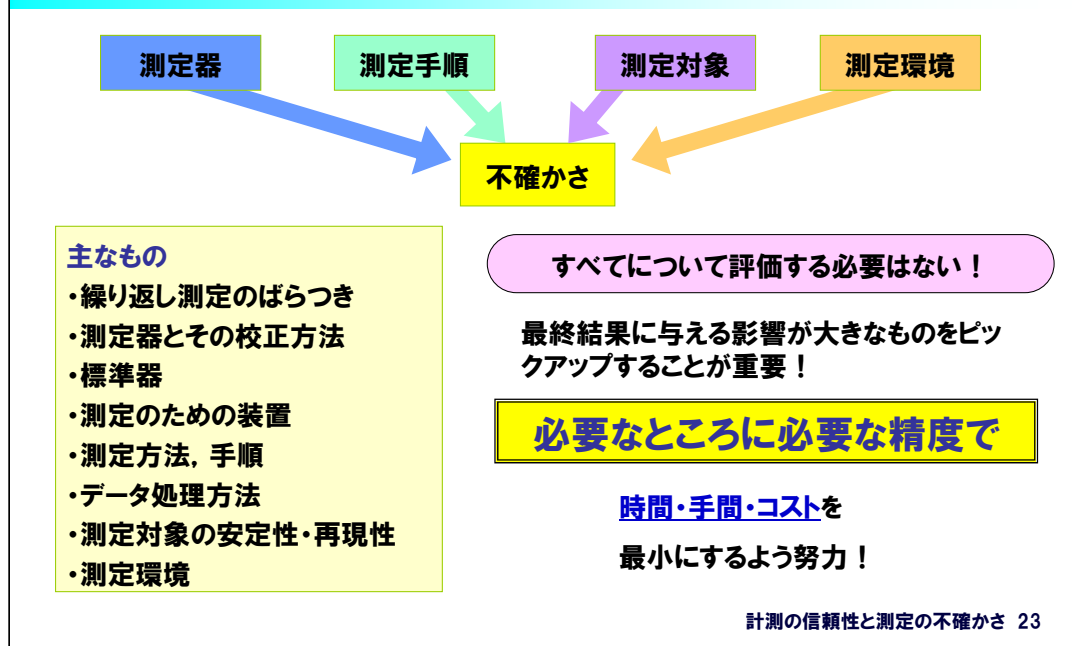 測定器
測定手順
測定対象
測定環境
不確かさ
主なもの
・繰り返し測定のばらつき
・測定器とその校正方法
・標準器
・測定のための装置
・測定方法, 手順
・データ処理方法
・測定対象の安定性・再現性
・測定環境
すべてについて評価する必要はない！
最終結果に与える影響が大きなものをピッ
クアップすることが重要！
必要なところに必要な精度で
時間・手間・コストを
最小にするよう努力！
計測の信頼性と測定の不確かさ 23